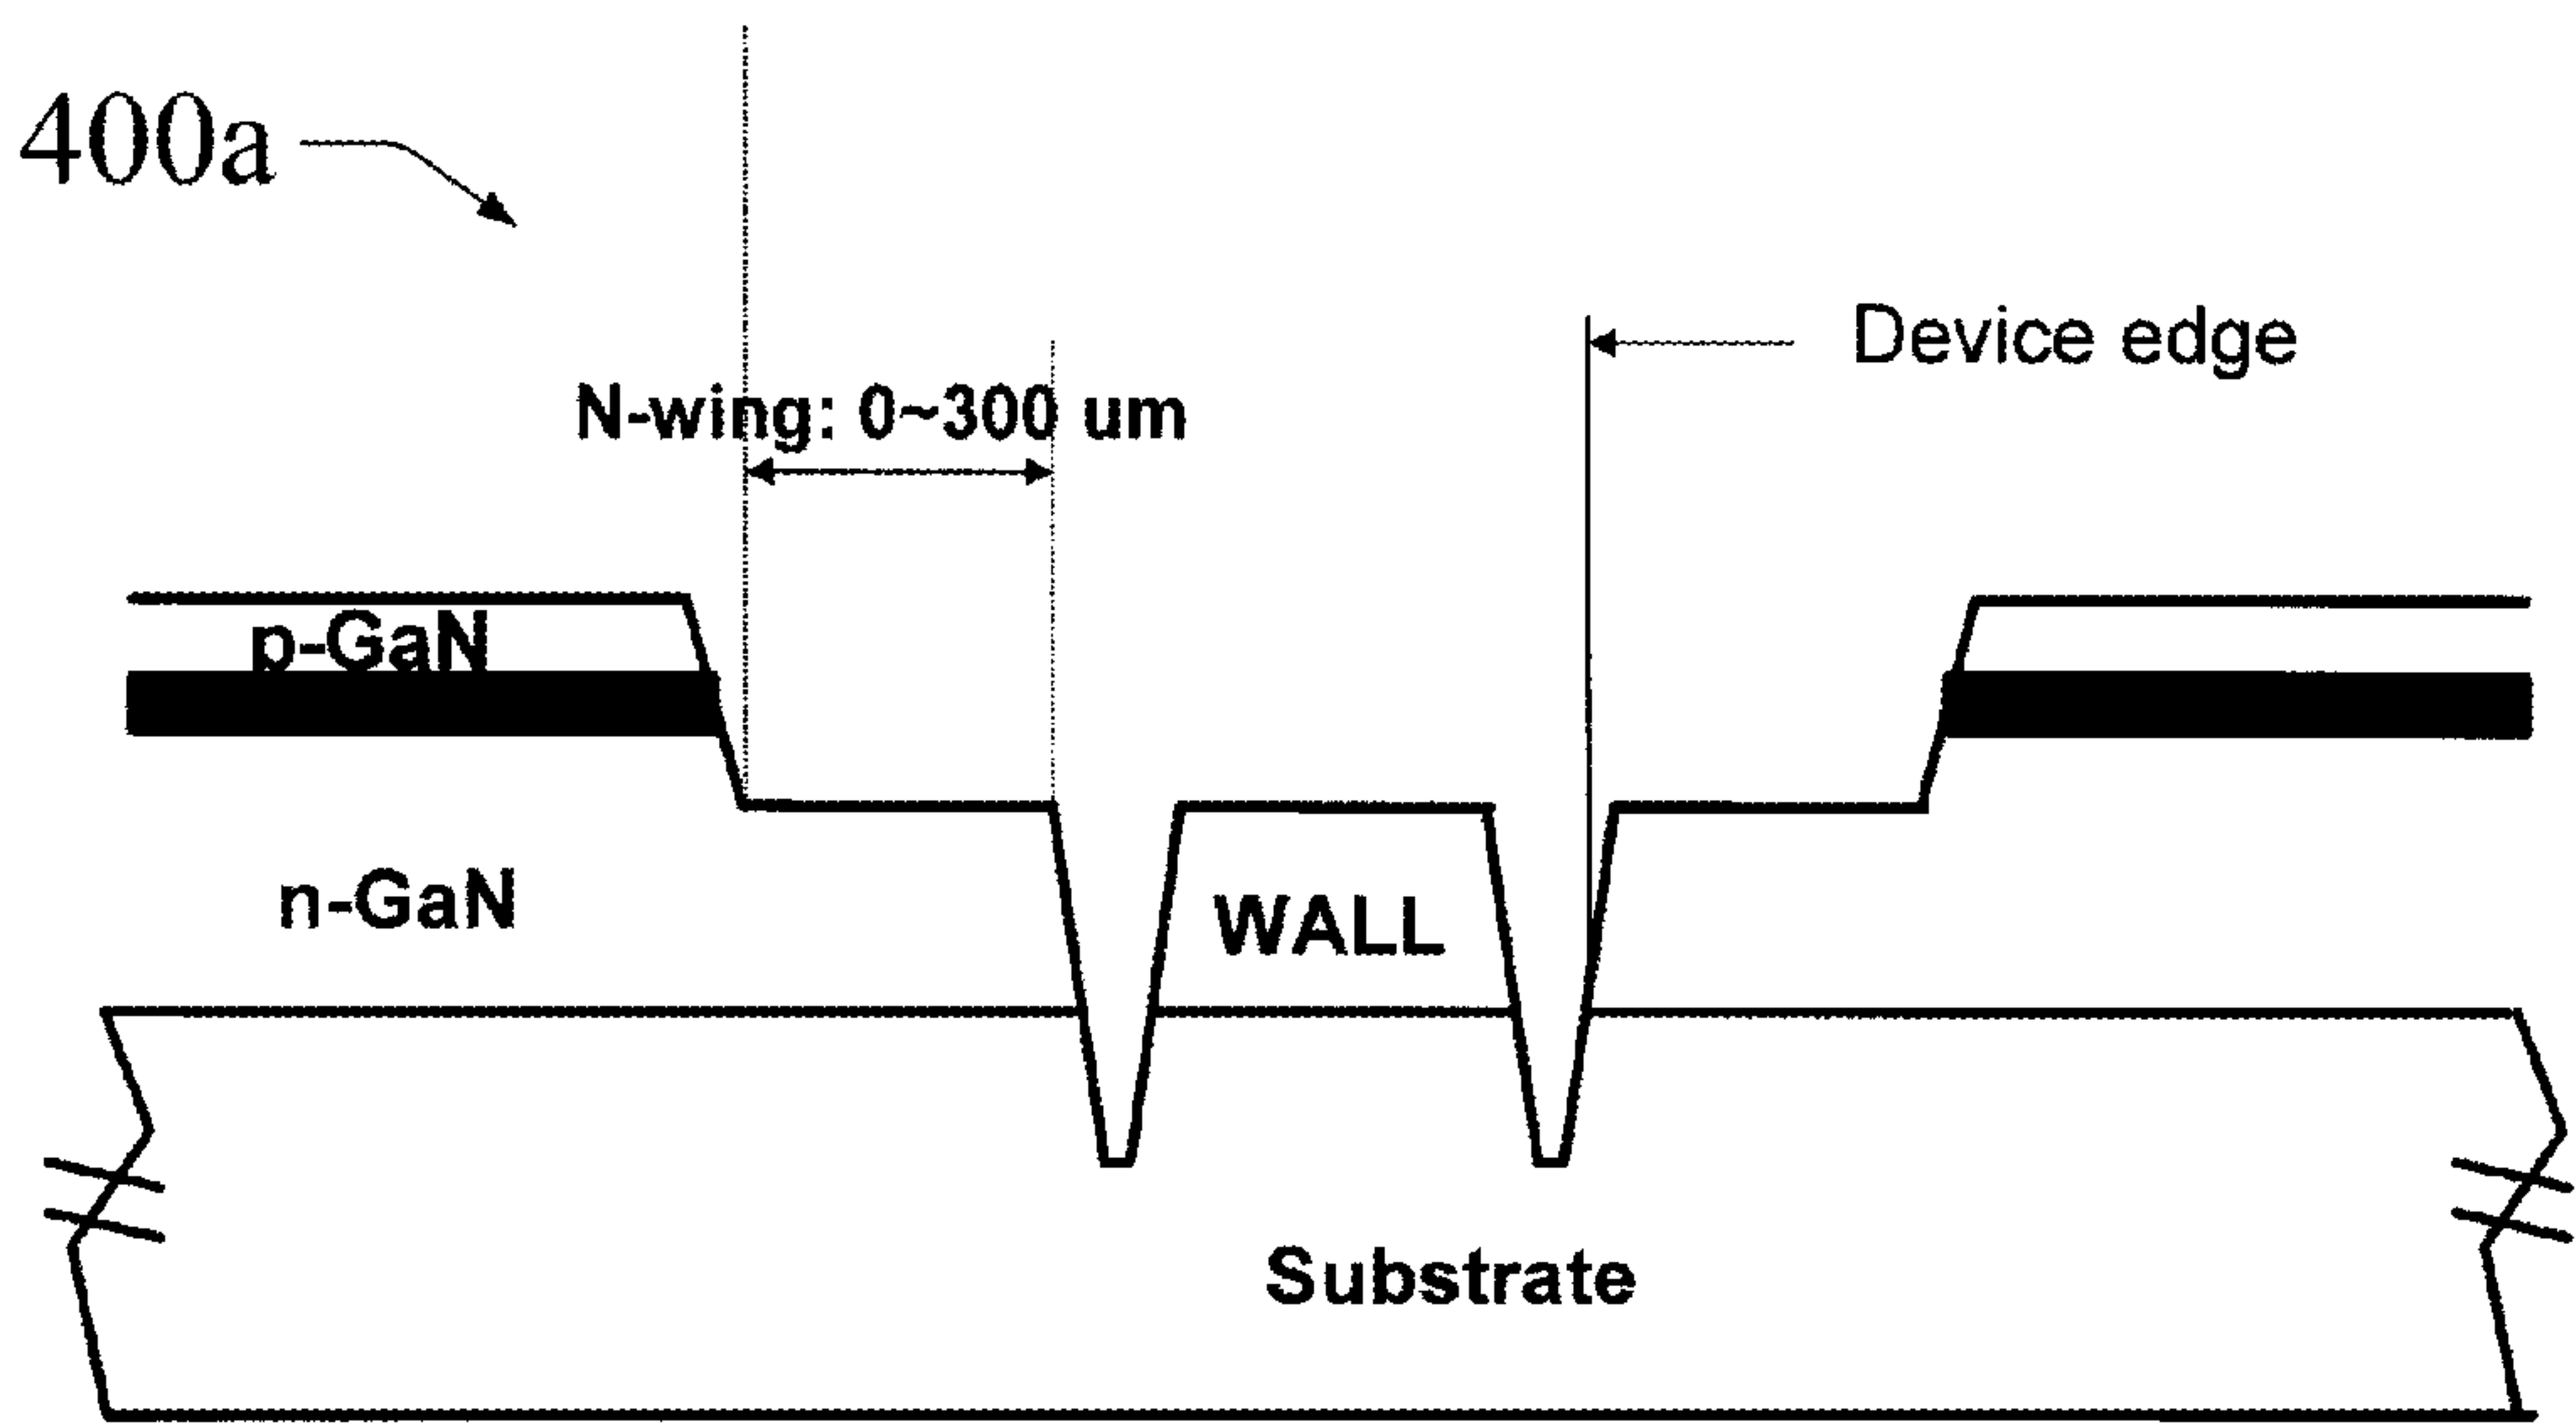 400a
Device edge
N-wing: 0~300 um
p-GaN
n-GaN
WALL
Substrate